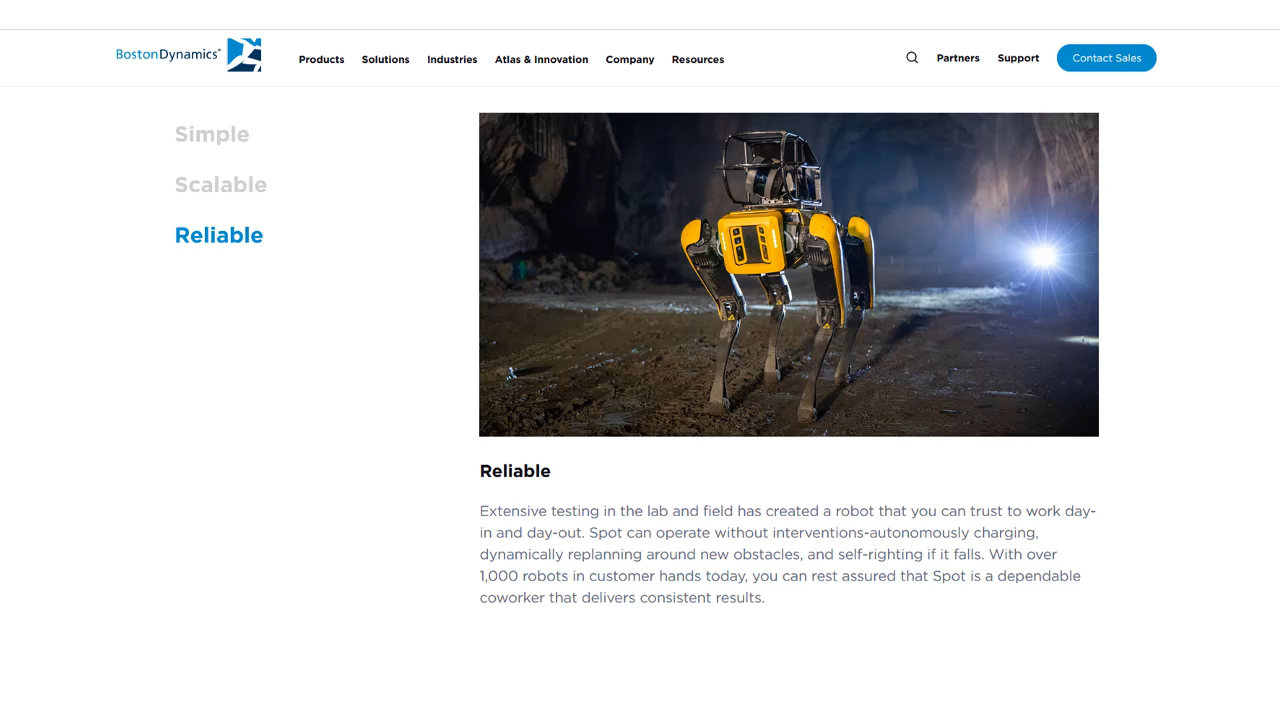 BostonDynamics
Products Solutions Industries Atlas & Innovation Company Resources
Partners Support Contact Sales
Simple
Scalable
Reliable
Reliable
Extensive testing in the lab and field has created a robot that you can trust to work day-
in and day-out. Spot can operate without interventions-autonomously charging,
dynamically replanning around new obstacles, and self-righting if it falls. With over
1,000 robots in customer hands today, you can rest assured that Spot is a dependable
coworker that delivers consistent results.